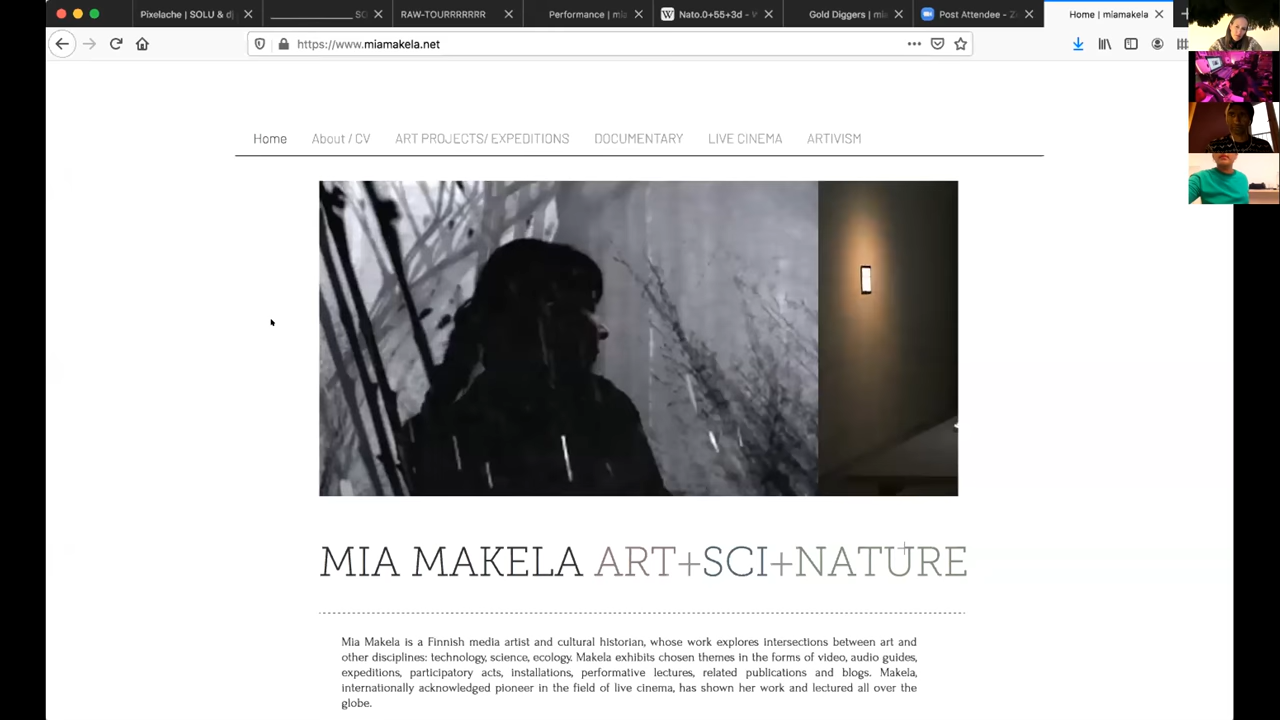 Pixelache | SOLU & dj
RAW-TOURRRRRRR
Performance | mia
Nato.0+55+3d - W
Gold Diggers | mia
Post Attendee - Zo
Home | miamakela
https://www.miamakela.net
Home
About / CV
ART PROJECTS/ EXPEDITIONS
DOCUMENTARY
LIVE CINEMA
ARTIVISM
MIA MAKELA ART+SCI+NATURE
Mia Makela is a Finnish media artist and cultural historian, whose work explores intersections between art and
other disciplines: technology, science, ecology. Makela exhibits chosen themes in the forms of video, audio guides,
expeditions, participatory acts, installations, performative lectures, related publications and blogs. Makela,
internationally acknowledged pioneer in the field of live cinema, has shown her work and lectured all over the
globe.